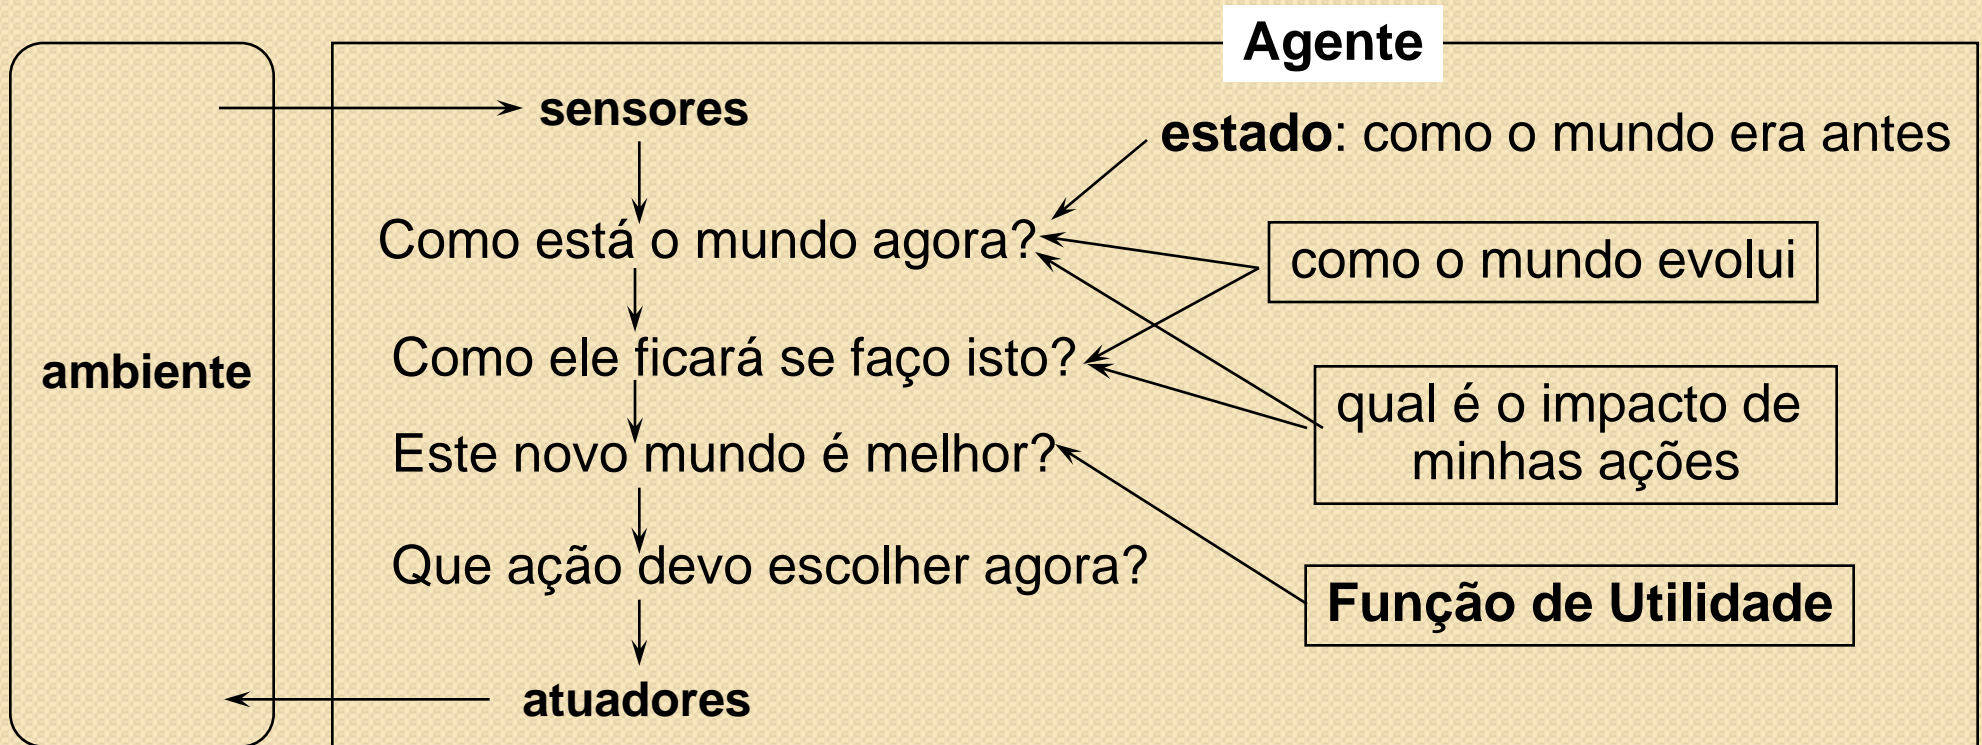 Agente
sensores
estado: como o mundo era antes
Como está o mundo agora?
como o mundo evolui
Como ele ficará se faço isto?
ambiente
qual é o impacto de
minhas ações
Este novo mundo é melhor?
Que ação devo escolher agora?
Função de Utilidade
atuadores